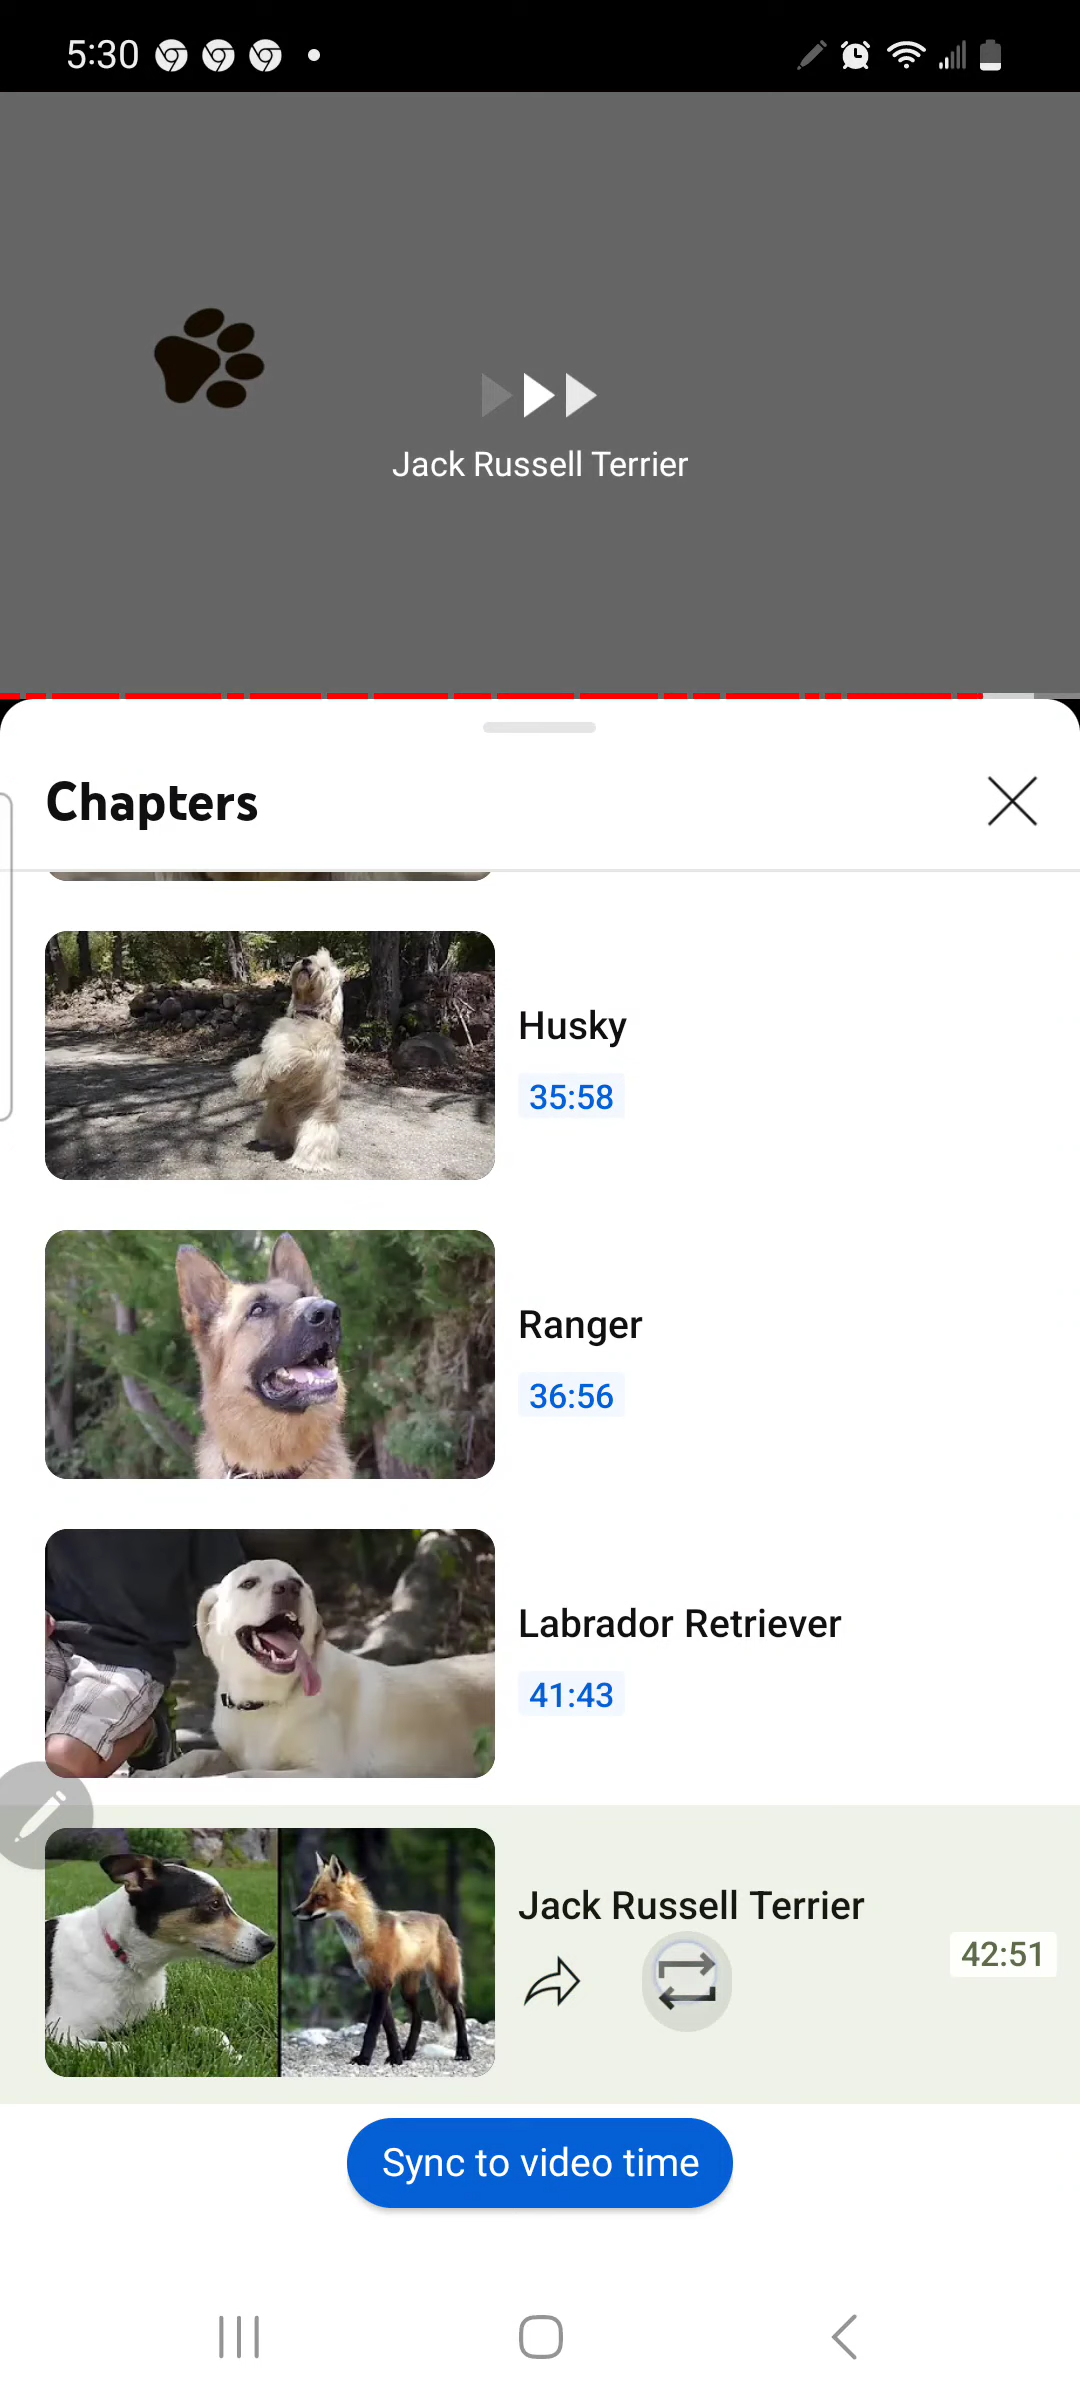 5:30
Jack Russell Terrier
Chapters
Husky
35:58
Ranger
36:56
Labrador Retriever
41:43
Jack Russell Terrier
42:51
Sync to video time